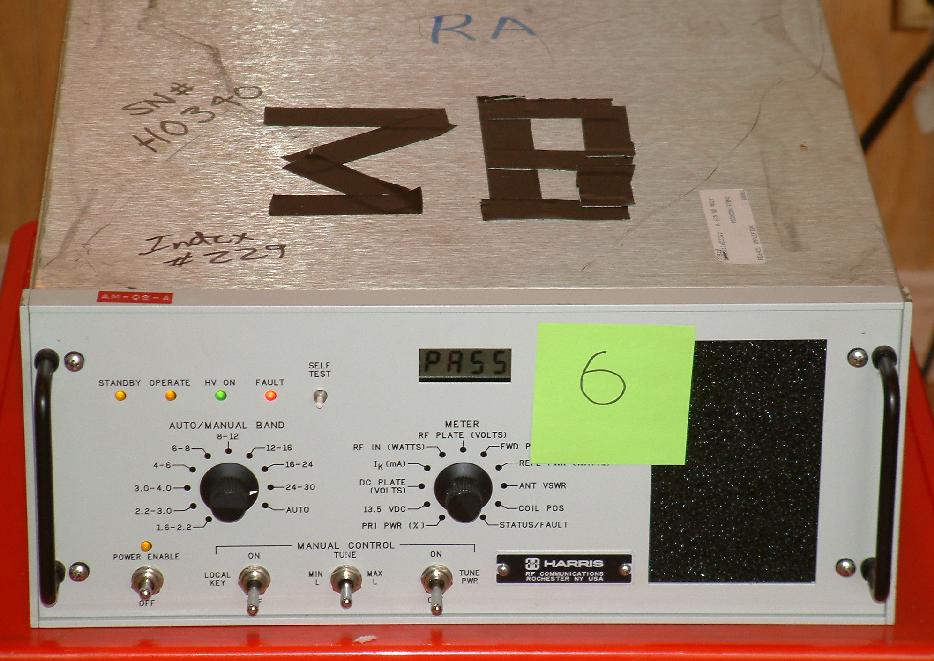 RA
SN#
HO390
Index
#229
AM-02-A
PASS
6
SELF
TEST
STANDBY OPERATE HV ON FAULT
AUTO/MANUAL BAND
8-12
6-8 12-16
4-6 16-24
3.0-4.0 24-30
2.2-3.0 AUTO
1.6-2.2
METER
RF PLATE (VOLTS)
RF IN (WATTS) FWD
IK (mA)
DC PLATE
(VOLTS) ANT VSWR
13.5 VDC COIL POS
PRI PWR (%) STATUS/FAULT
POWER ENABLE
OFF
MANUAL CONTROL
ON TUNE ON
LOCAL
KEY
MIN
L
MAX
L
TUNE
PWR
HARRIS
RF COMMUNICATIONS
ROCHESTER NY USA